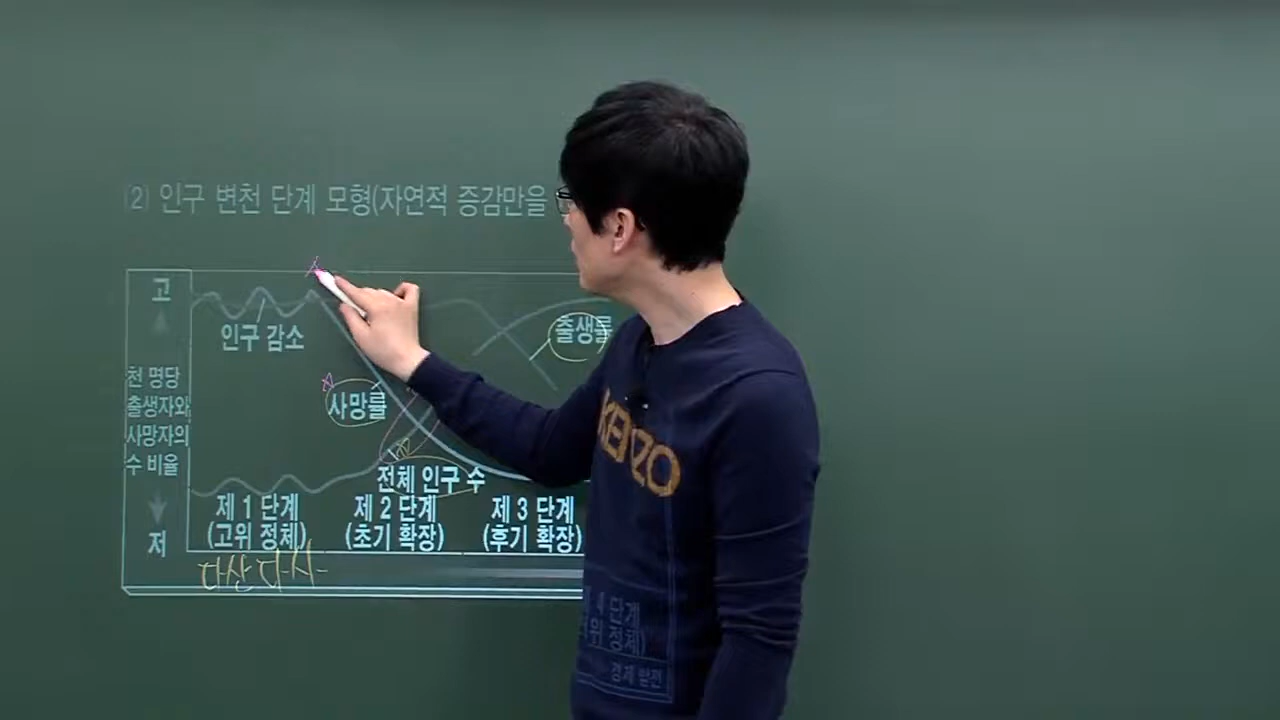 (2) 인구 변천 단계 모형(자연적 증감만을
고
인구 감소
출생률
천 명당
출생자와
사망자의
수 비율
사망률
전체 인구 수
제 1 단계
(고위 정체)
제 2 단계
(초기 확장)
제 3 단계
(후기 확장)
저
다산 다사
KENZO
4 단계
위 정체)
경제 발전